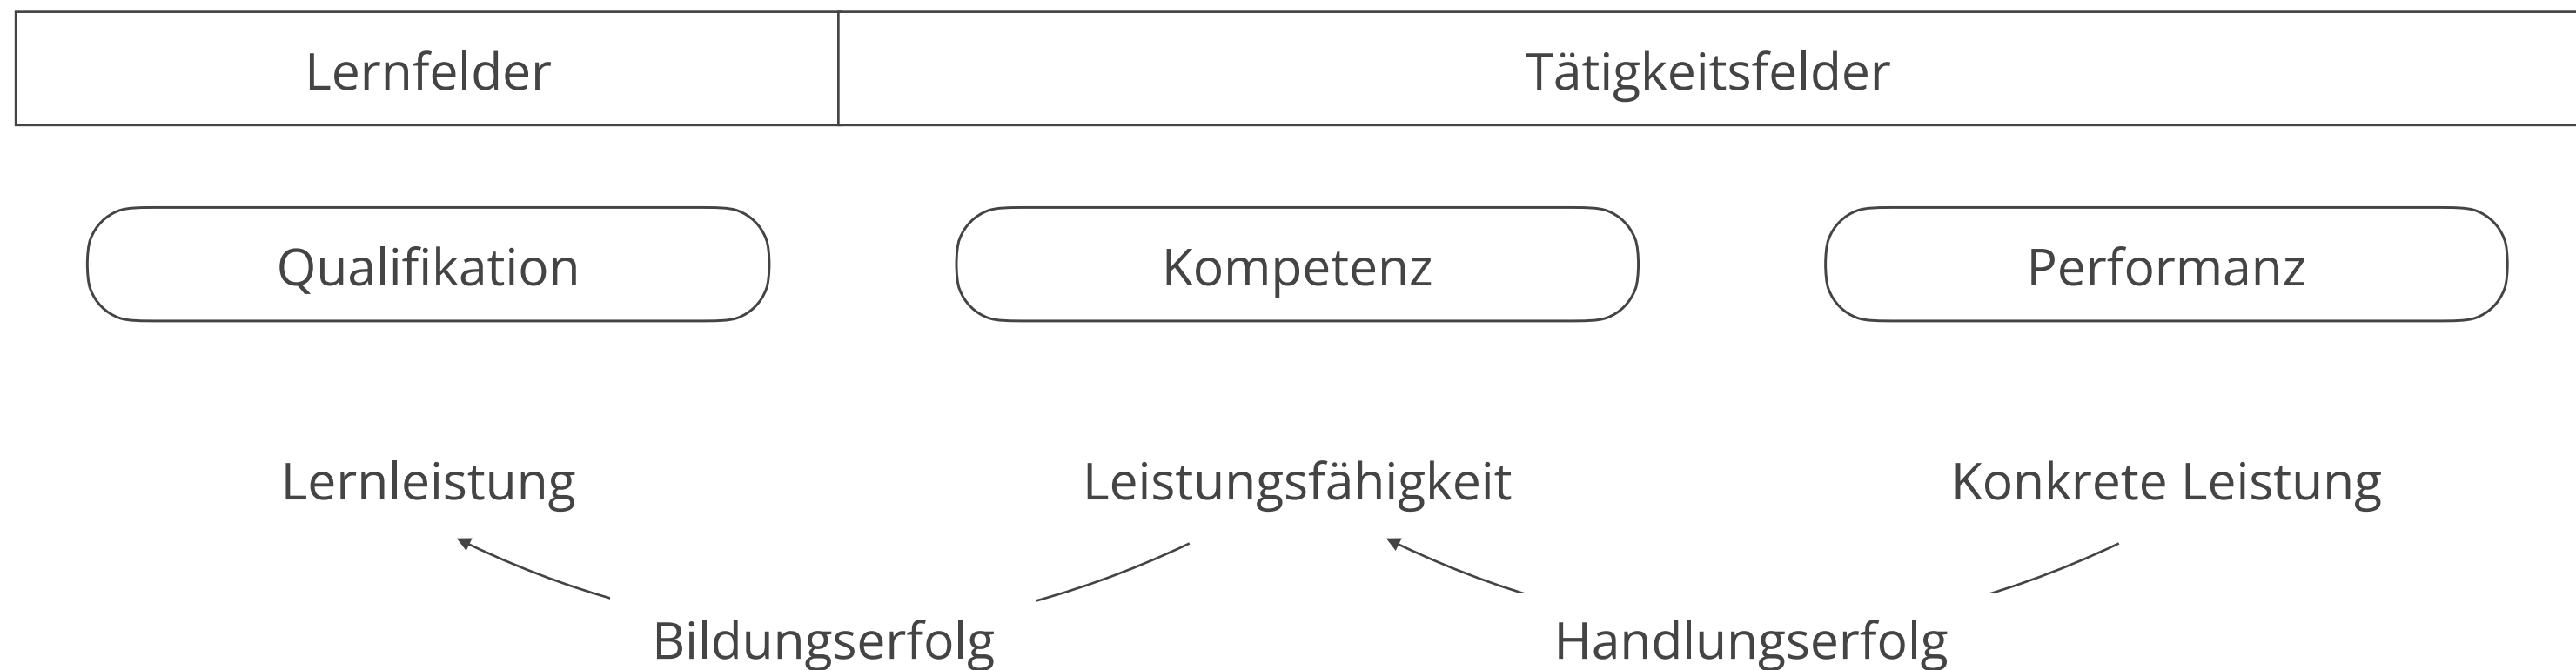 Lernfelder
Tätigkeitsfelder
Qualifikation
Kompetenz
Performanz
Lernleistung
Leistungsfähigkeit
Konkrete Leistung
Bildungserfolg
Handlungserfolg